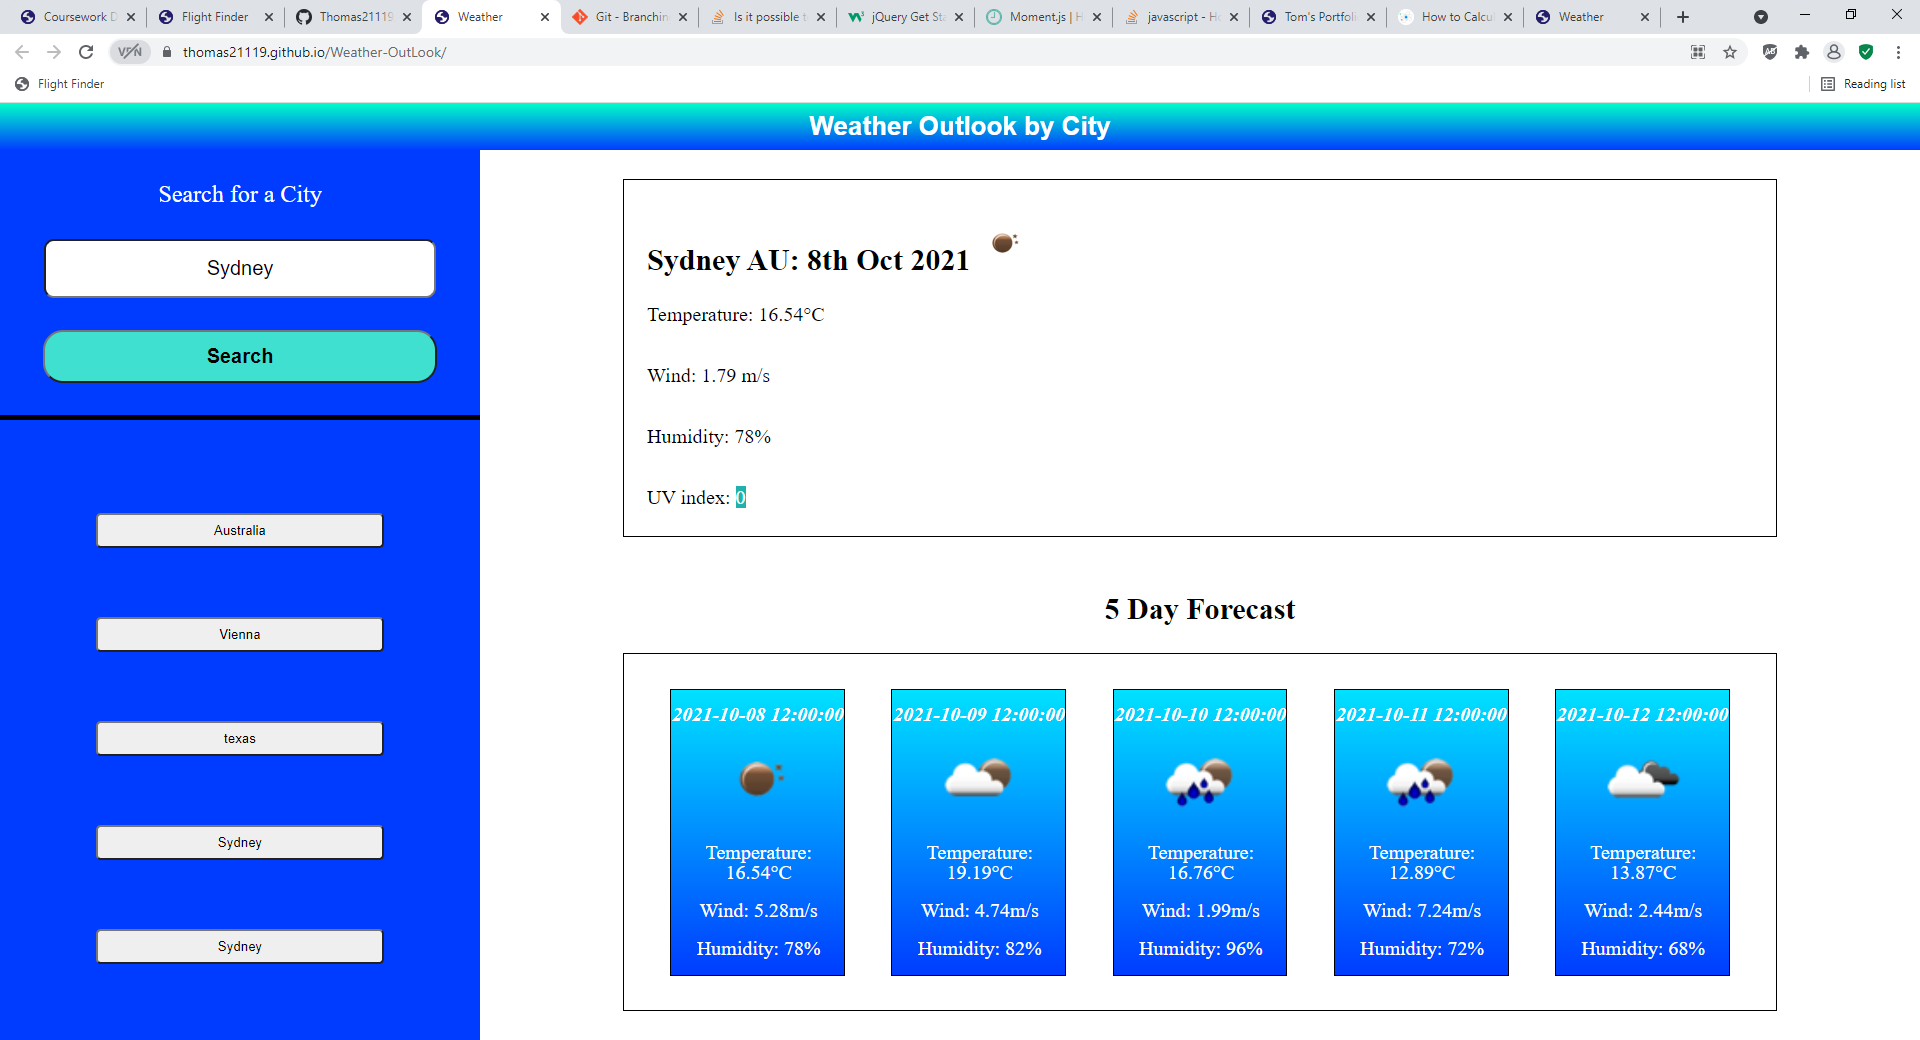 Coursework D
Flight Finder
Thomas21119
Weather
Git - Branchin
Is it possible t
jQuery Get Sta
Moment.js | H
javascript - Ho
Tom's Portfoli
How to Calcu
Weather
VPN
thomas21119.github.io/Weather-OutLook/
Flight Finder
Reading list
Weather Outlook by City
Search for a City
Sydney
Search
Australia
Vienna
texas
Sydney
Sydney
Sydney AU: 8th Oct 2021
Temperature: 16.54°C
Wind: 1.79 m/s
Humidity: 78%
UV index: 0
5 Day Forecast
2021-10-08 12:00:00
Temperature:
16.54°C
Wind: 5.28m/s
Humidity: 78%
2021-10-09 12:00:00
Temperature:
19.19°C
Wind: 4.74m/s
Humidity: 82%
2021-10-10 12:00:00
Temperature:
16.76°C
Wind: 1.99m/s
Humidity: 96%
2021-10-11 12:00:00
Temperature:
12.89°C
Wind: 7.24m/s
Humidity: 72%
2021-10-12 12:00:00
Temperature:
13.87°C
Wind: 2.44m/s
Humidity: 68%